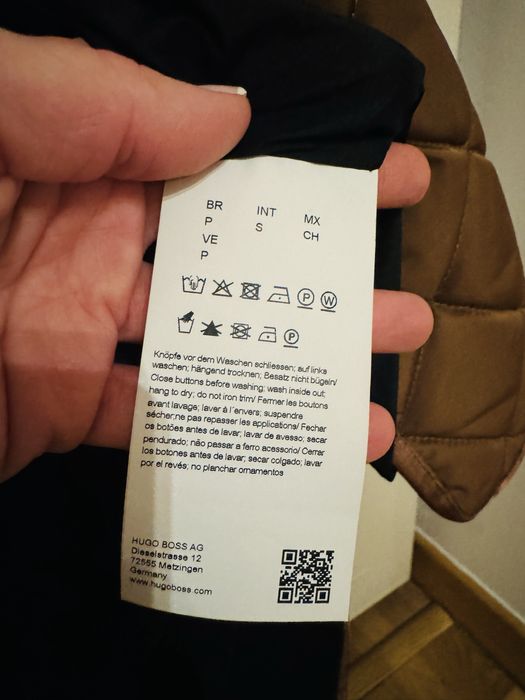 BR INT MX
P S CH
VE
P
P W
P
Knöpfe vor dem Waschen schliessen; auf links
waschen; hängend trocknen; Besatz nicht bügeln/
Close buttons before washing; wash inside out;
hang to dry; do not iron trim/ Fermer les boutons
avant lavage; laver à l´envers; suspendre
sécher;ne pas repasser les applications/ Fechar
os botões antes de lavar; lavar de avesso; secar
pendurado; não passar a ferro acessorio/ Cerrar
los botones antes de lavar; secar colgado; lavar
por el revés; no planchar ornamentos
HUGO BOSS AG
Dieselstrasse 12
72555 Metzingen
Germany
www.hugoboss.com